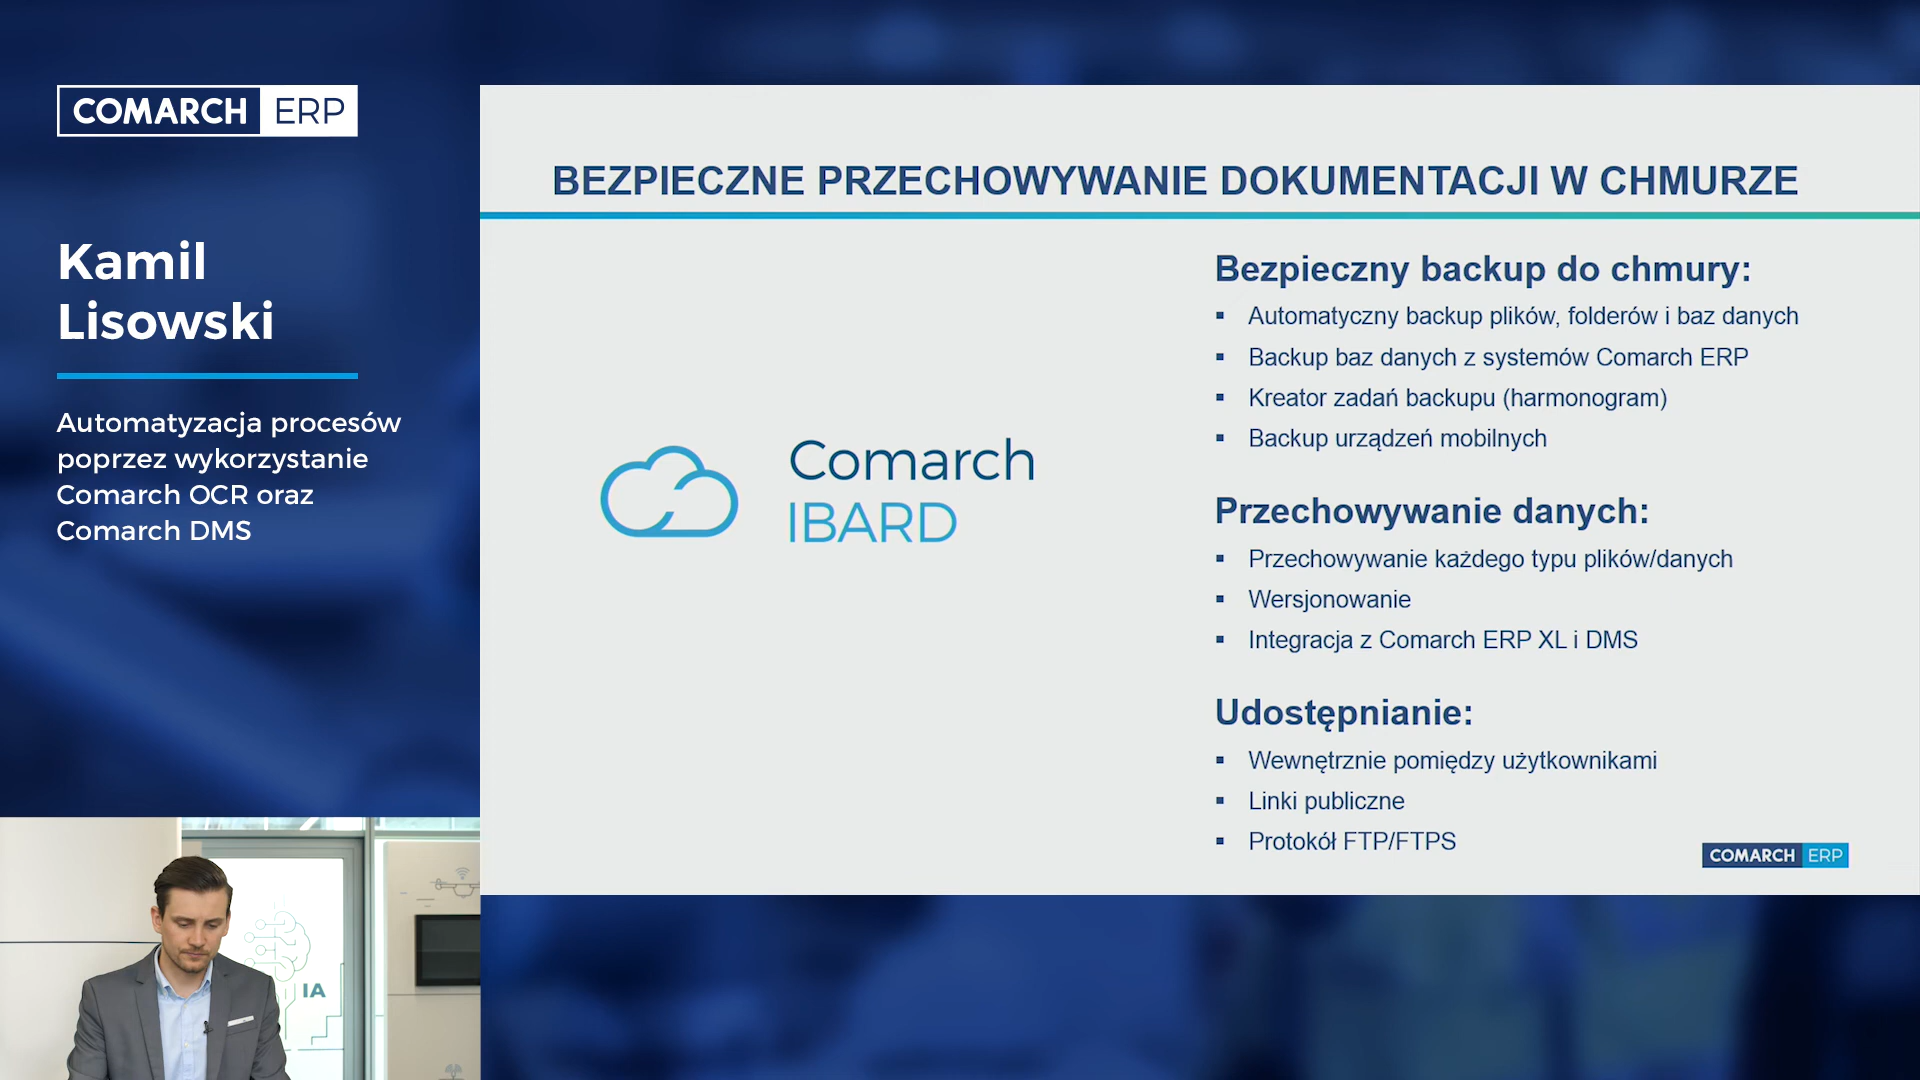 COMARCH ERP
Kamil
Lisowski
Automatyzacja procesów
poprzez wykorzystanie
Comarch OCR oraz
Comarch DMS
BEZPIECZNE PRZECHOWYWANIE DOKUMENTACJI W CHMURZE
Comarch
IBARD
Bezpieczny backup do chmury:
▪ Automatyczny backup plików, folderów i baz danych
▪ Backup baz danych z systemów Comarch ERP
▪ Kreator zadań backupu (harmonogram)
▪ Backup urządzeń mobilnych
Przechowywanie danych:
▪ Przechowywanie każdego typu plików/danych
▪ Wersjonowanie
▪ Integracja z Comarch ERP XL i DMS
Udostępnianie:
▪ Wewnętrznie pomiędzy użytkownikami
▪ Linki publiczne
▪ Protokół FTP/FTPS
COMARCH ERP
IA